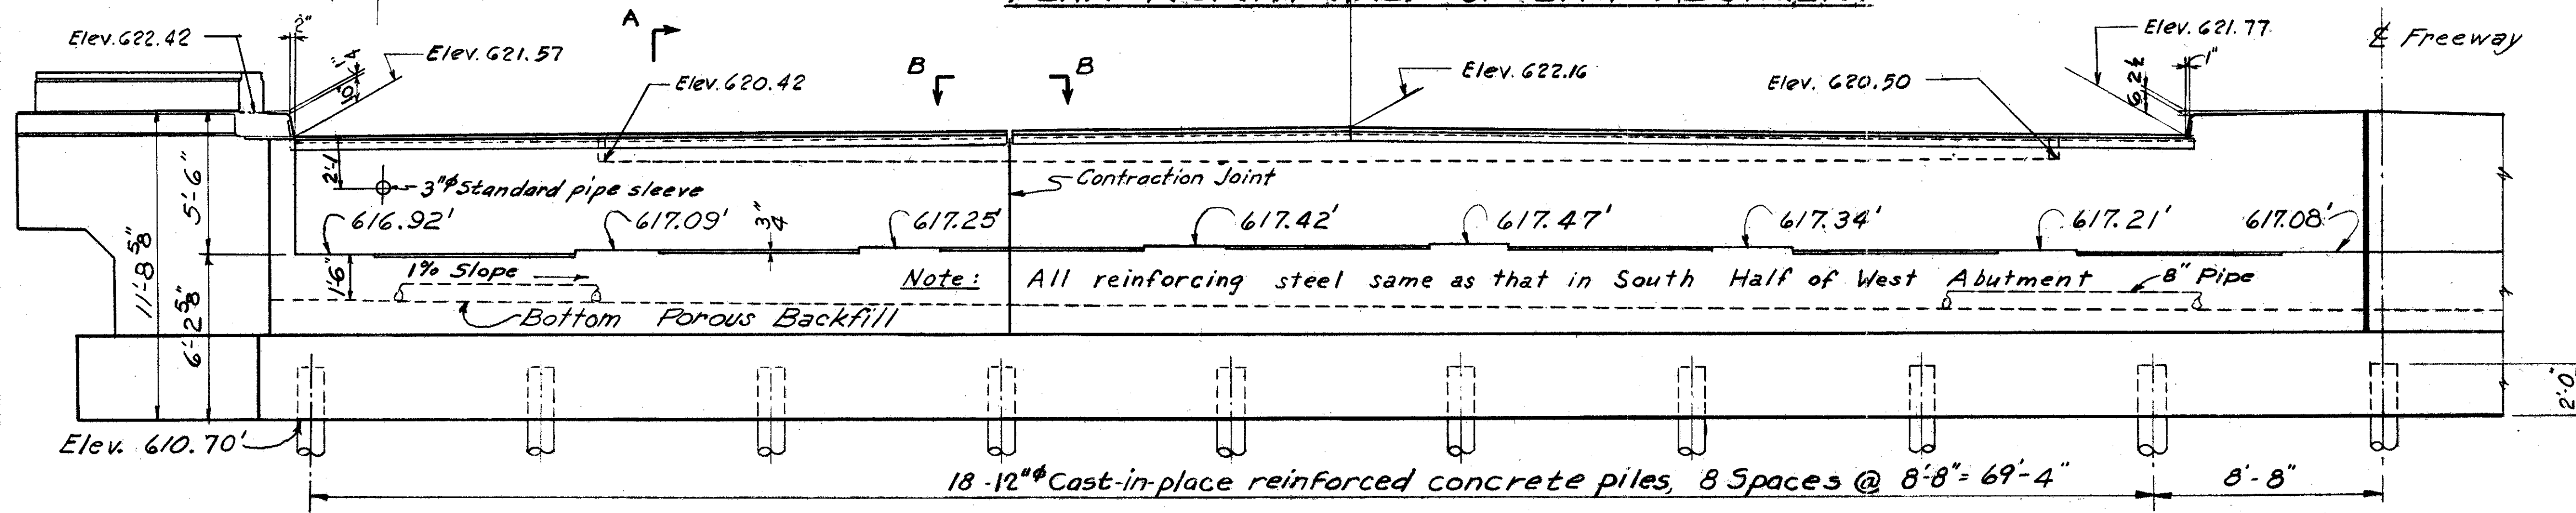 A
Elev. 622.42
2"
1"
4
10"
Elev. 621.57
Elev. 620.42
B
B
Elev. 622.16
Elev. 620.50
Elev. 621.77
1"
℄ Freeway
2'-1
3"ϕ Standard pipe sleeve
Contraction Joint
5'-6"
11'-8 5/8"
6'-2 5/8"
616.92'
617.09'
3/4"
617.25'
617.42'
617.47'
617.34'
617.21'
617.08'
1'-6"
1% Slope
Note: All reinforcing steel same as that in South Half of West Abutment
8" Pipe
Bottom Porous Backfill
2'-0"
Elev. 610.70'
18-12"ϕ Cast-in-place reinforced concrete piles, 8 Spaces @ 8'-8" = 69'-4"
8'-8"